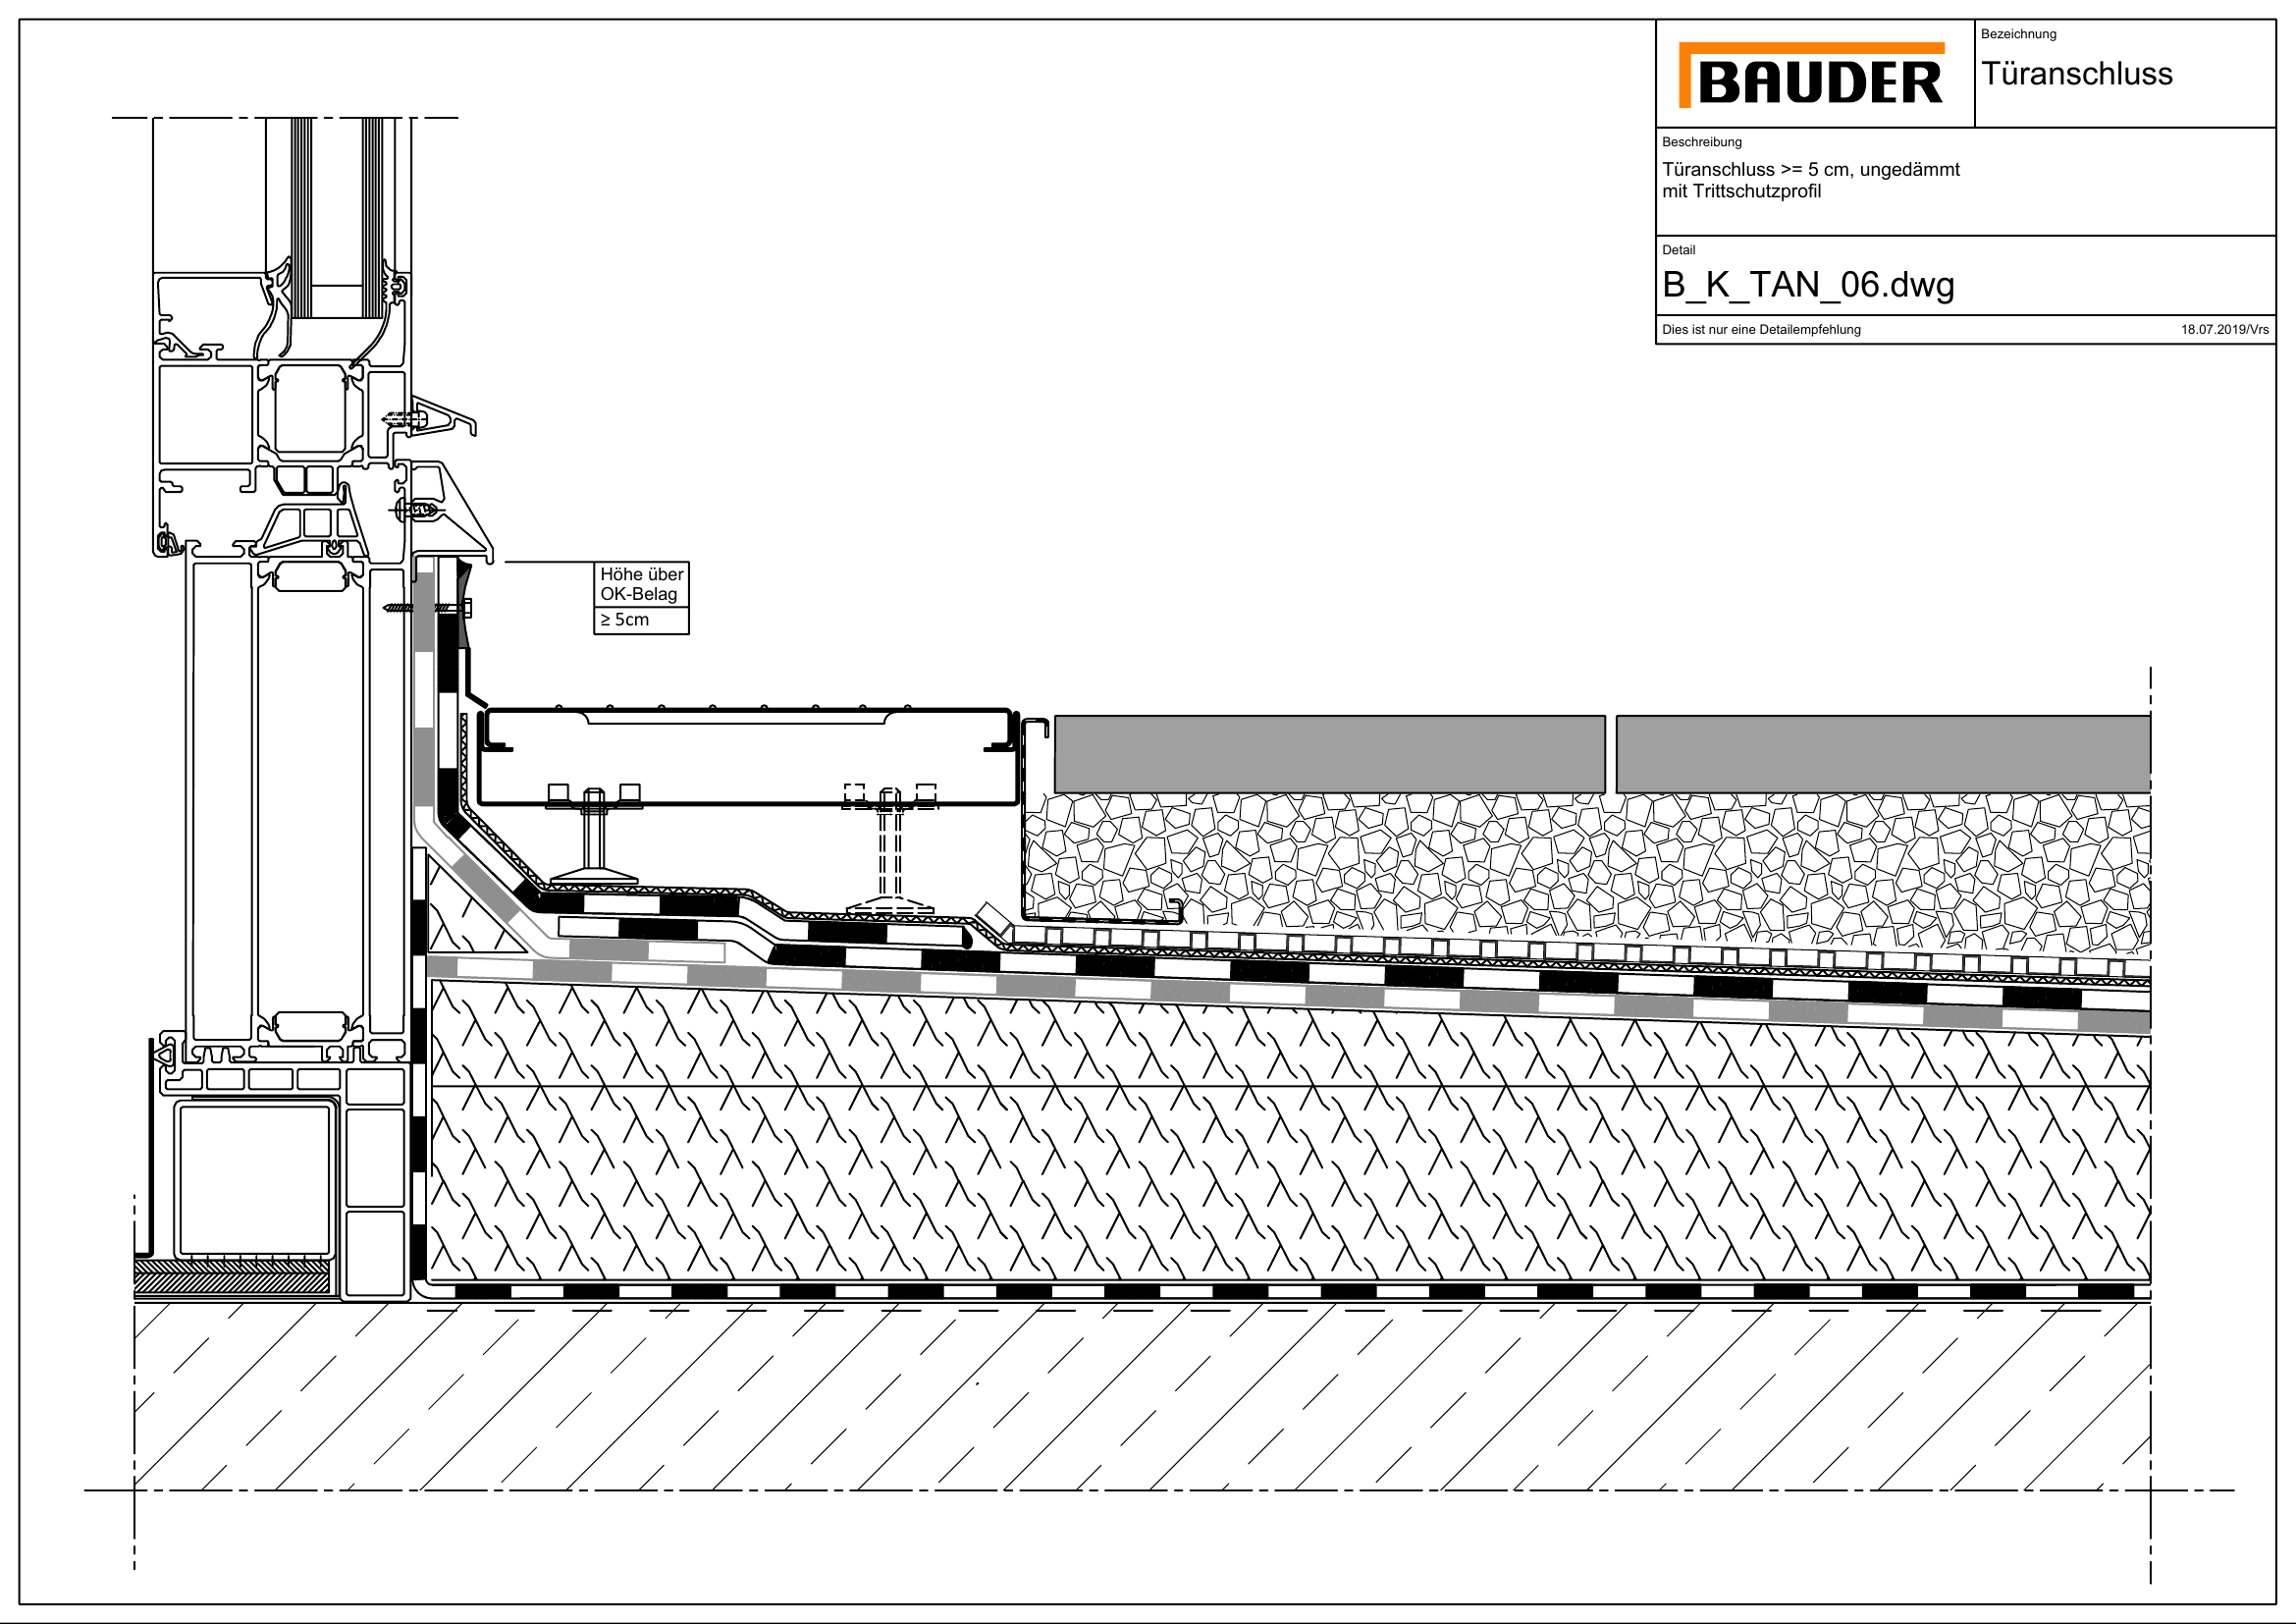 BAUDER
Bezeichnung
Türanschluss
Beschreibung
Türanschluss >= 5 cm, ungedämmt
mit Trittschutzprofil
Detail
B_K_TAN_06.dwg
Dies ist nur eine Detailempfehlung
18.07.2019/Vrs
Höhe über
OK-Belag
≥ 5cm